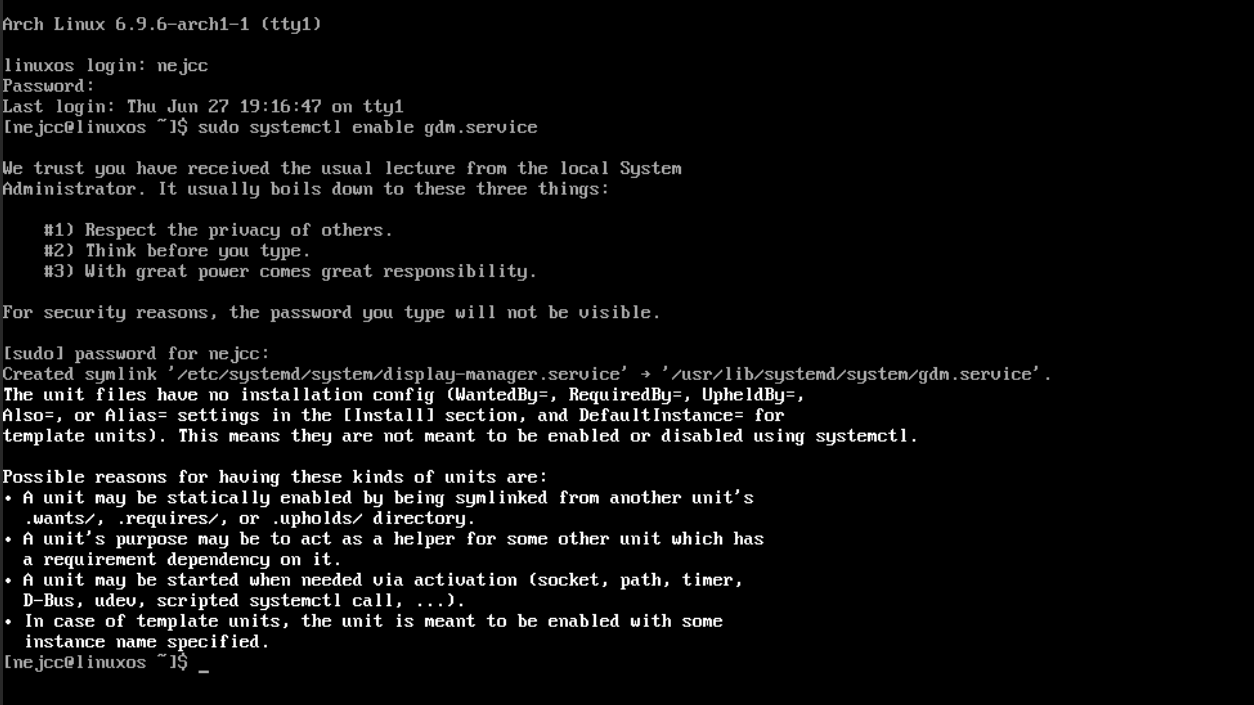 Arch Linux 6.9.6-arch1-1 (tty1)
linuxos login: nejcc
Password:
Last login: Thu Jun 27 19:16:47 on tty1
[nejcc@linuxos ~]$ sudo systemctl enable gdm.service
We trust you have received the usual lecture from the local System
Administrator. It usually boils down to these three things:
#1) Respect the privacy of others.
#2) Think before you type.
#3) With great power comes great responsibility.
For security reasons, the password you type will not be visible.
[sudo] password for nejcc:
Created symlink '/etc/systemd/system/display-manager.service' → '/usr/lib/systemd/system/gdm.service'.
The unit files have no installation config (WantedBy=, RequiredBy=, UpheldBy=,
Also=, or Alias= settings in the [Install] section, and DefaultInstance= for
template units). This means they are not meant to be enabled or disabled using systemctl.
Possible reasons for having these kinds of units are:
• A unit may be statically enabled by being symlinked from another unit's
.wants/, .requires/, or .upholds/ directory.
• A unit's purpose may be to act as a helper for some other unit which has
a requirement dependency on it.
• A unit may be started when needed via activation (socket, path, timer,
D-Bus, udev, scripted systemctl call, ...).
• In case of template units, the unit is meant to be enabled with some
instance name specified.
[nejcc@linuxos ~]$ _